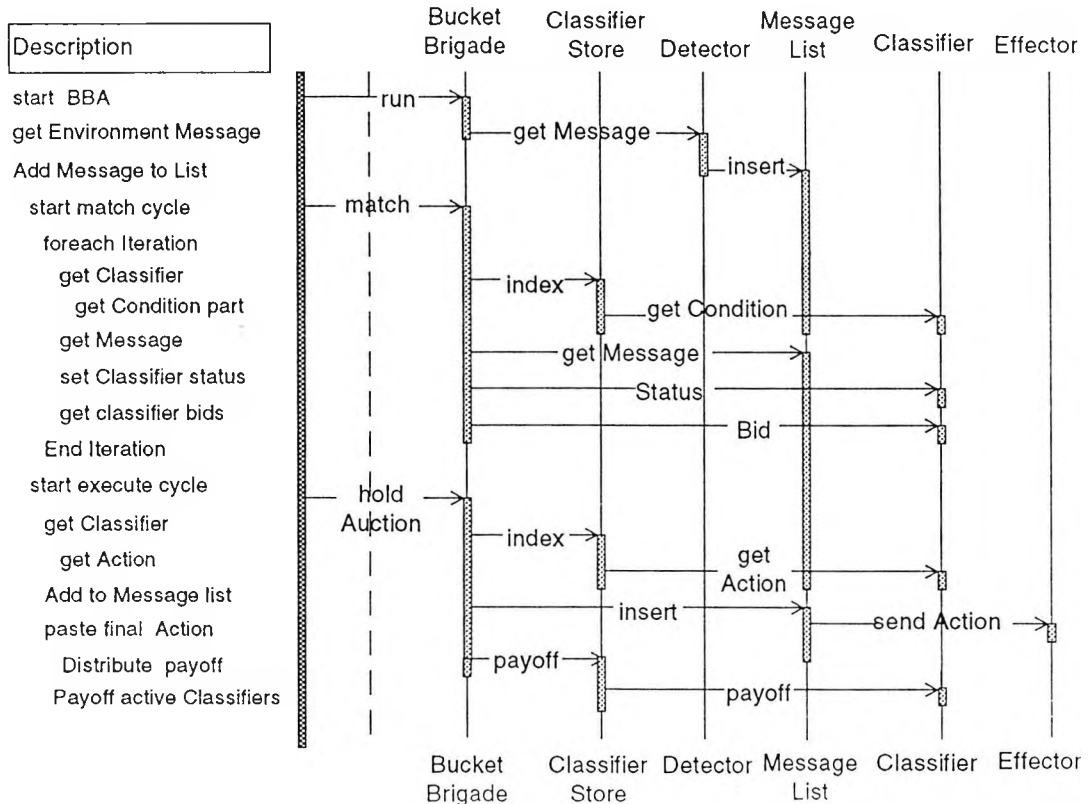 Description
Bucket
Brigade
Classifier
Store
Detector
Message
List
Classifier
Effector
start BBA
run
get Environment Message
get Message
Add Message to List
insert
start match cycle
match
foreach Iteration
get Classifier
index
get Condition part
get Condition
get Message
get Message
set Classifier status
Status
get classifier bids
Bid
End Iteration
start execute cycle
hold
Auction
get Classifier
index
get Action
get
Action
Add to Message list
insert
paste final Action
send Action
Distribute payoff
payoff
Payoff active Classifiers
payoff
Bucket
Brigade
Classifier
Store
Detector
Message
List
Classifier
Effector